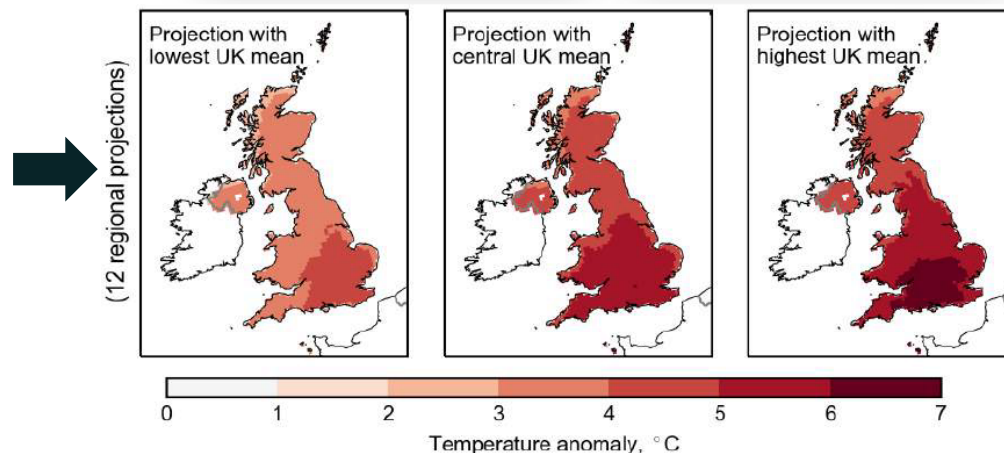 Projection with
lowest UK mean
Projection with
central UK mean
Projection with
highest UK mean
(12 regional projections)
0 1 2 3 4 5 6 7
Temperature anomaly, °C